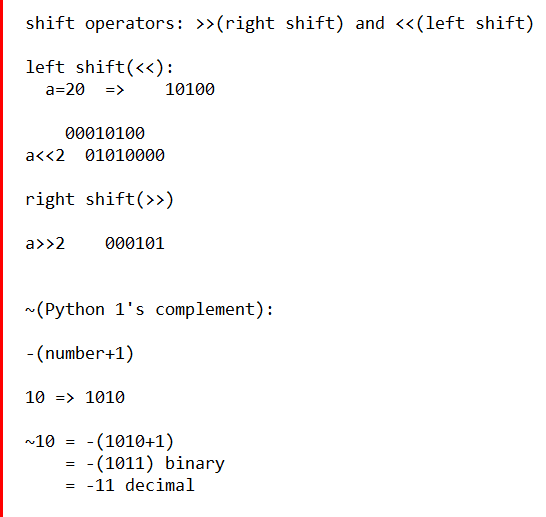 shift operators: >>(right shift) and <<(left shift)
left shift(<<):
a=20 => 10100
00010100
a<<2 01010000
right shift(>>)
a>>2 000101
~(Python 1's complement):
-(number+1)
10 => 1010
~10 = -(1010+1)
= -(1011) binary
= -11 decimal